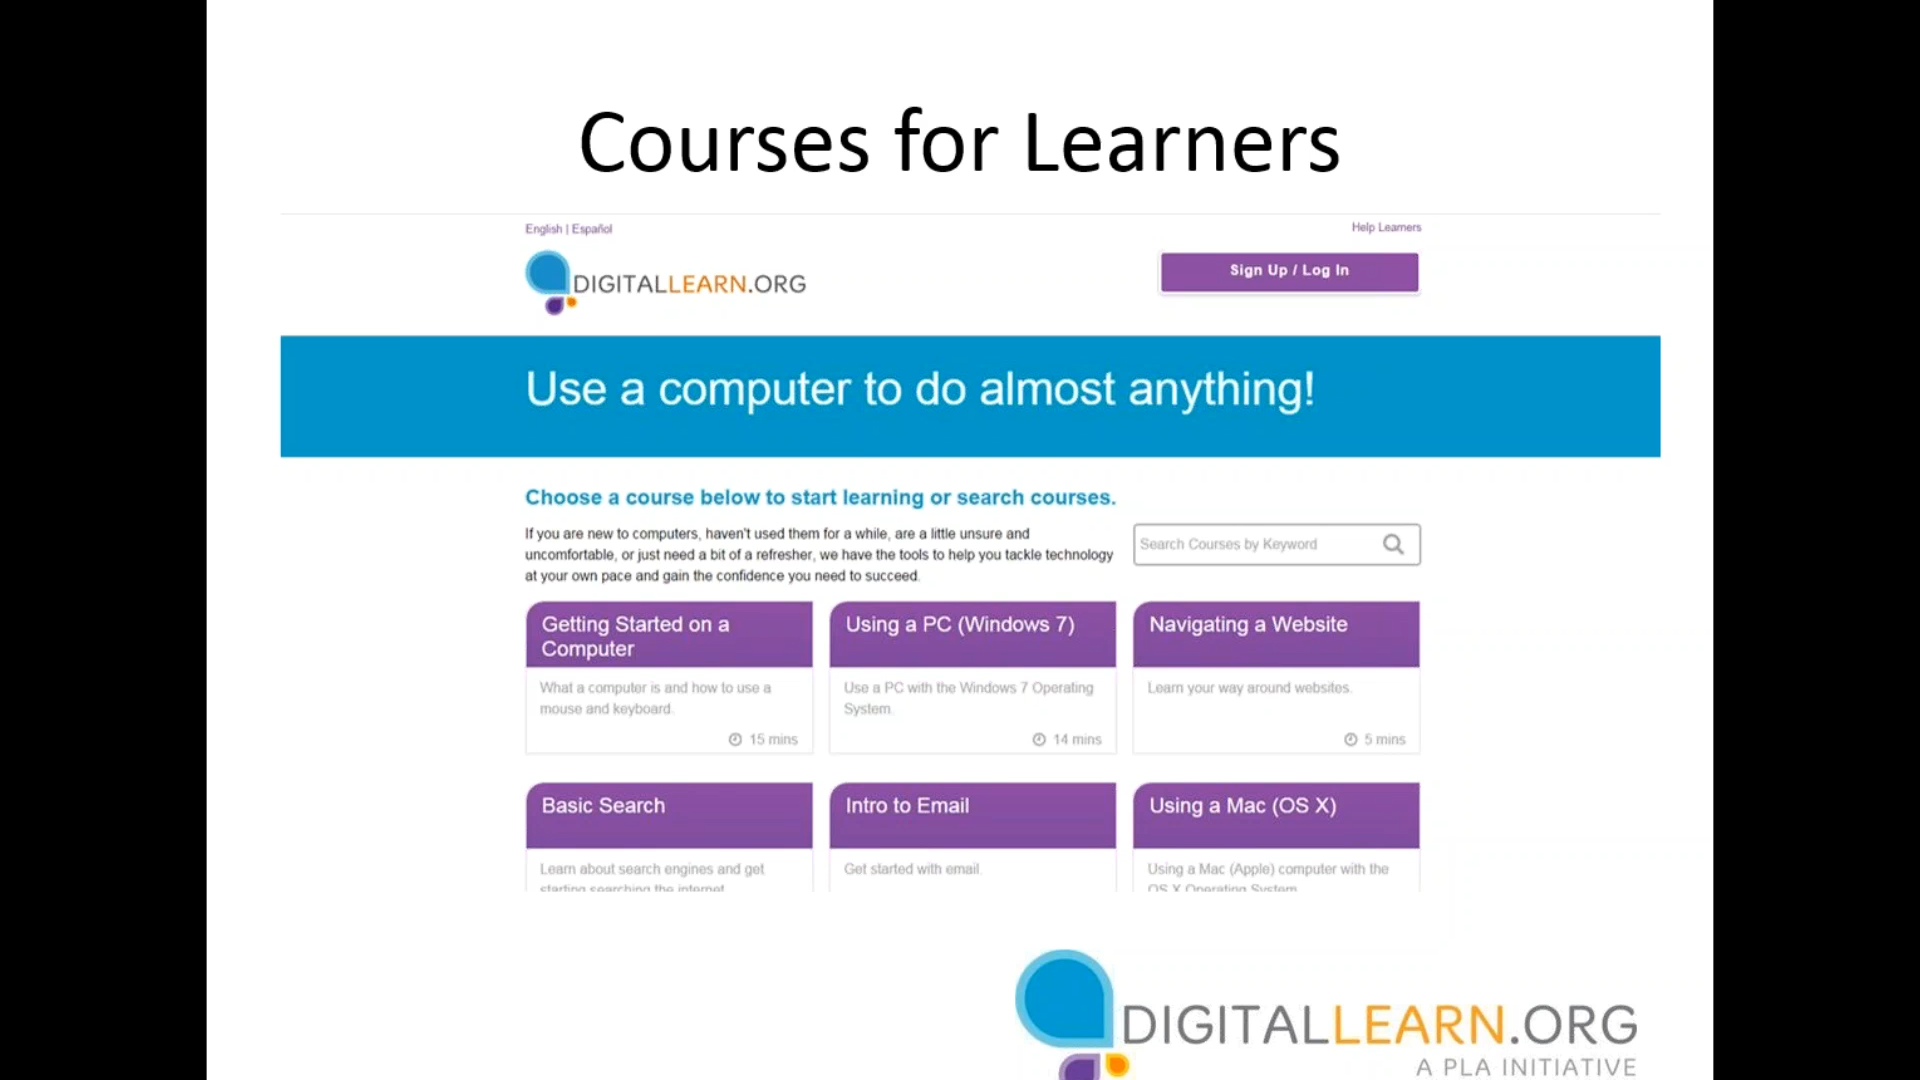 Courses for Learners
English | Español
Help Learners
DIGITALLEARN.ORG
Sign Up / Log In
Use a computer to do almost anything!
Choose a course below to start learning or search courses.
If you are new to computers, haven't used them for a while, are a little unsure and
uncomfortable, or just need a bit of a refresher, we have the tools to help you tackle technology
at your own pace and gain the confidence you need to succeed.
Search Courses by Keyword
Getting Started on a
Computer
What a computer is and how to use a
mouse and keyboard.
15 mins
Using a PC (Windows 7)
Use a PC with the Windows 7 Operating
System.
14 mins
Navigating a Website
Learn your way around websites.
5 mins
Basic Search
Learn about search engines and get
starting searching the internet
Intro to Email
Get started with email
Using a Mac (OS X)
Using a Mac (Apple) computer with the
OS X Operating System
DIGITALLEARN.ORG
A PLA INITIATIVE